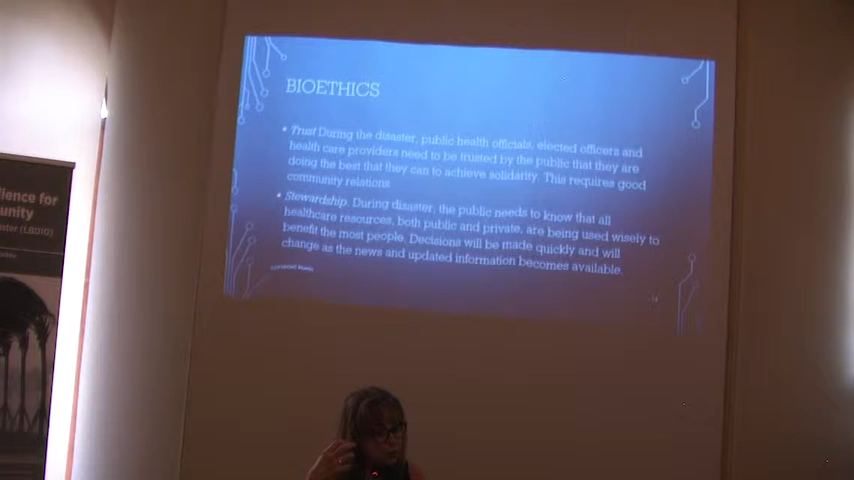 BIOETHICS
• Trust During the disaster, public health officials, elected officers and
health care providers need to be trusted by the public that they are
doing the best that they can to achieve solidarity. This requires good
community relations
• Stewardship. During disaster, the public needs to know that all
healthcare resources, both public and private, are being used wisely to
benefit the most people. Decisions will be made quickly and will
change as the news and updated information becomes available.
lience for
unity
aster (LBDIQ)